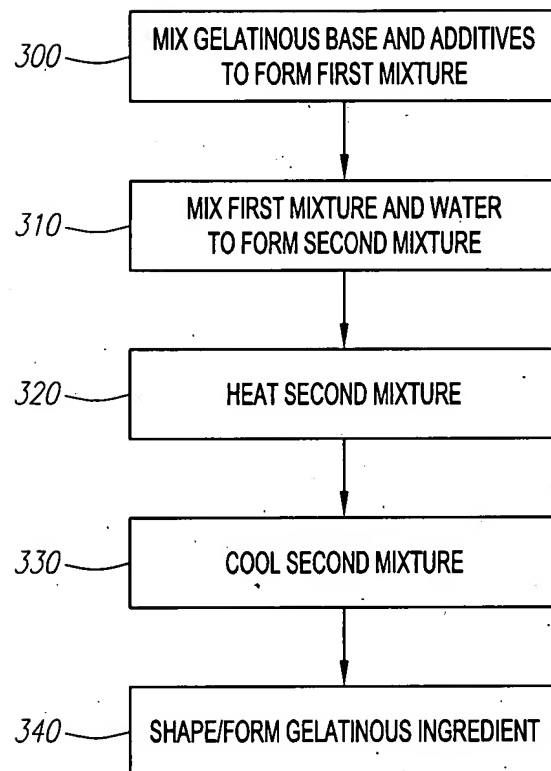 300
MIX GELATINOUS BASE AND ADDITIVES
TO FORM FIRST MIXTURE
310
MIX FIRST MIXTURE AND WATER
TO FORM SECOND MIXTURE
320
HEAT SECOND MIXTURE
330
COOL SECOND MIXTURE
340
SHAPE/FORM GELATINOUS INGREDIENT